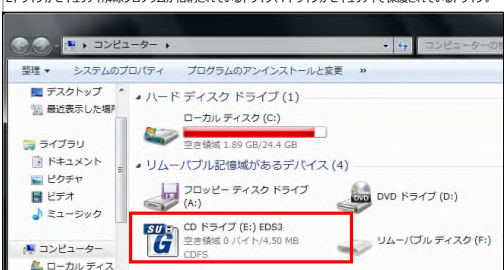 コンピューター
コンピューターの
整理 システムのプロパティ プログラムのアンインストールと変更 »
デスクトップ
最近表示した場所
ライブラリ
ドキュメント
ピクチャ
ビデオ
ミュージック
コンピューター
ローカル ディス
ハード ディスク ドライブ (1)
ローカル ディスク (C:)
空き領域 1.89 GB/24.4 GB
リムーバブル記憶域があるデバイス (4)
フロッピー ディスク ドライブ
(A:)
DVD
DVD ドライブ (D:)
SU
G
CD ドライブ (E:) EDS3
空き領域 0 バイト/4.50 MB
CDFS
リムーバブル ディスク (F:)